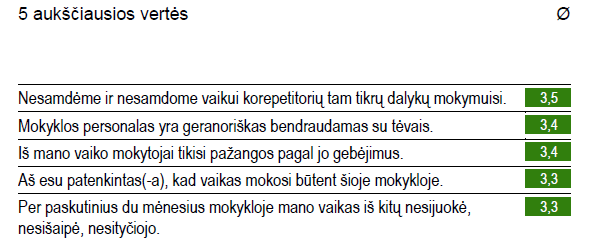 5 aukščiausios vertės Ø
Nesamdėme ir nesamdome vaikui korepetitorių tam tikrų dalykų mokymuisi. 3,5
Mokyklos personalas yra geranoriškas bendraudamas su tėvais. 3,4
Iš mano vaiko mokytojai tikisi pažangos pagal jo gebėjimus. 3,4
Aš esu patenkintas(-a), kad vaikas mokosi būtent šioje mokykloje. 3,3
Per paskutinius du mėnesius mokykloje mano vaikas iš kitų nesijuokė, 3,3
nesišaipė, nesityčiojo.